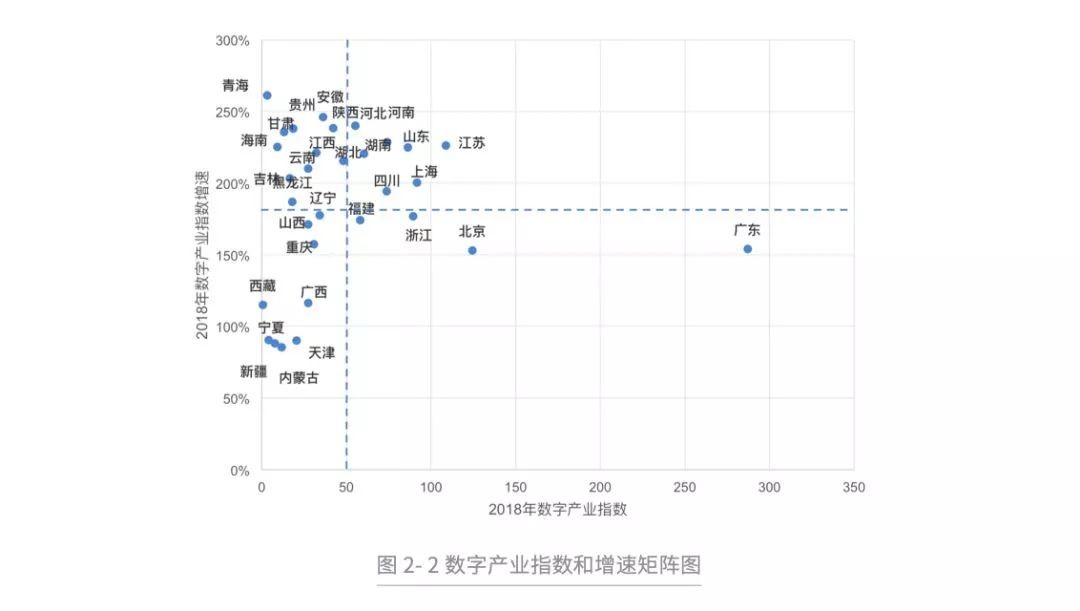 300%
250%
200%
150%
100%
50%
0%
2018年数字产业指数增速
青海
安徽
贵州
陕西
河北
河南
甘肃
海南
江西
湖北
湖南
山东
江苏
云南
吉林
黑龙江
四川
上海
辽宁
福建
山西
浙江
北京
广东
重庆
西藏
广西
宁夏
天津
新疆
内蒙古
0 50 100 150 200 250 300 350
2018年数字产业指数
图 2- 2 数字产业指数和增速矩阵图